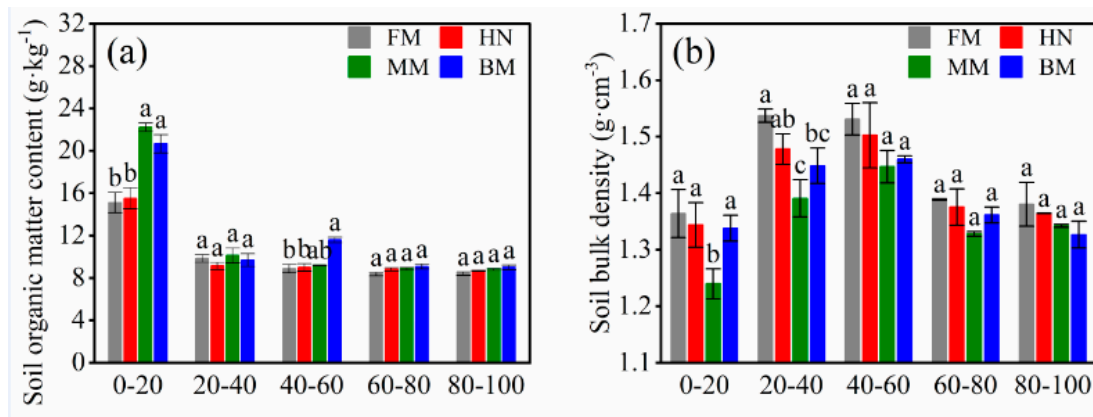 Soil organic matter content (g·kg⁻¹)
32
28
24
20
16
12
8
4
0
(a)
FM HN
MM BM
b b a a
a a a a
b b ab a
a a a a
a a a a
0-20 20-40 40-60 60-80 80-100
Soil bulk density (g·cm⁻³)
1.7
1.6
1.5
1.4
1.3
1.2
1.1
(b)
FM HN
MM BM
a a b a
a ab c bc
a a a a
a a a a
a a a a
0-20 20-40 40-60 60-80 80-100